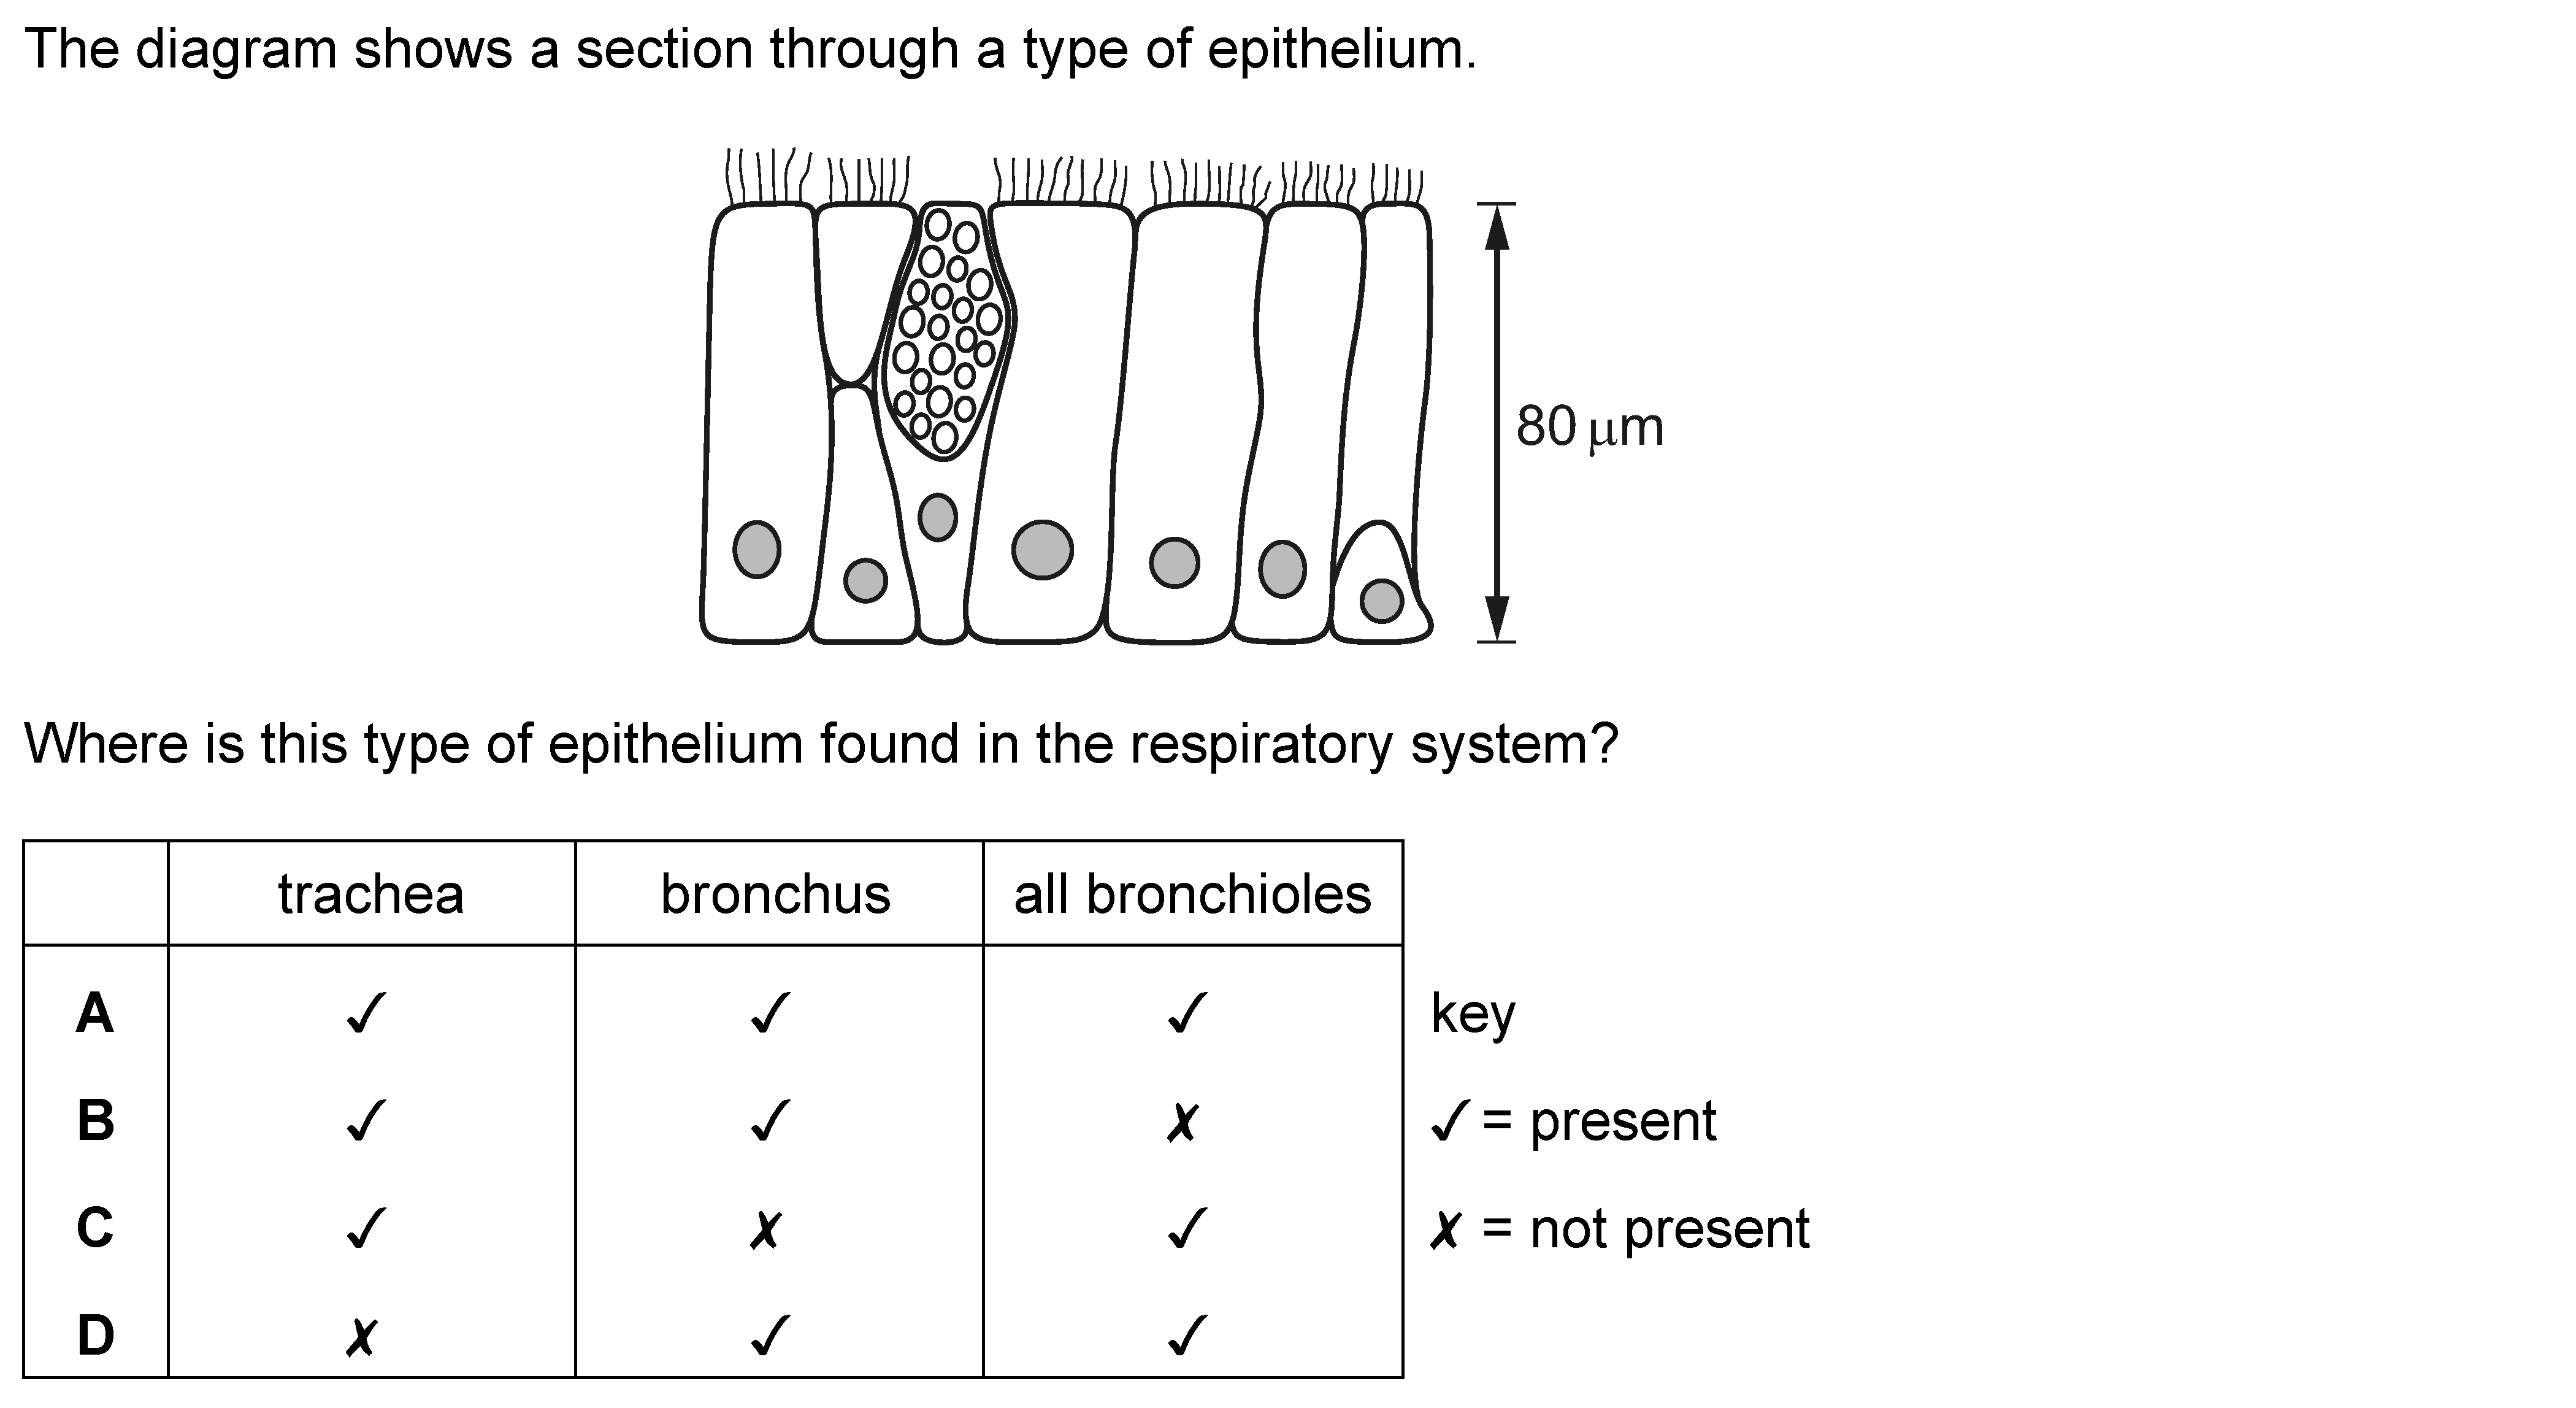 The diagram shows a section through a type of epithelium.
80 μm
Where is this type of epithelium found in the respiratory system?
trachea bronchus all bronchioles
A ✓ ✓ ✓ key
B ✓ ✓ ✗ ✓ = present
C ✓ ✗ ✓ ✗ = not present
D ✗ ✓ ✓